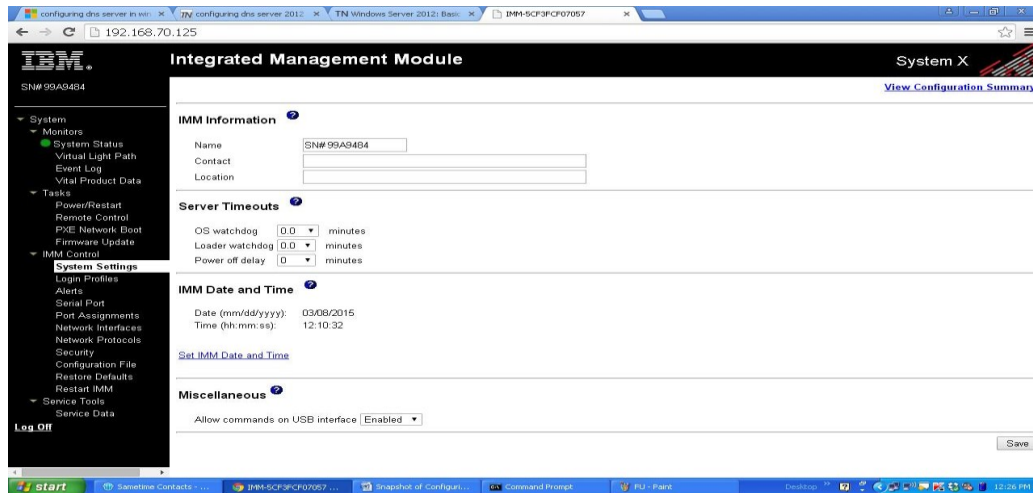 configuring dns server in win
configuring dns server 2012
TN Windows Server 2012: Basic
IMM-5CF3FCF07057
192.168.70.125
IBM.
Integrated Management Module
System X
SN# 99A9484
View Configuration Summary
System
Monitors
System Status
Virtual Light Path
Event Log
Vital Product Data
Tasks
Power/Restart
Remote Control
PXE Network Boot
Firmware Update
IMM Control
System Settings
Login Profiles
Alerts
Serial Port
Port Assignments
Network Interfaces
Network Protocols
Security
Configuration File
Restore Defaults
Restart IMM
Service Tools
Service Data
Log Off
IMM Information ?
Name SN# 99A9484
Contact
Location
Server Timeouts ?
OS watchdog 0.0 minutes
Loader watchdog 0.0 minutes
Power off delay 0 minutes
IMM Date and Time ?
Date (mm/dd/yyyy): 03/08/2015
Time (hh:mm:ss): 12:10:32
Set IMM Date and Time
Miscellaneous ?
Allow commands on USB interface Enabled
Save
start
Sametime Contacts - ...
IMM-5CF3FCF07057 ...
Snapshot of Configuri...
Command Prompt
FU - Paint
Desktop
12:26 PM